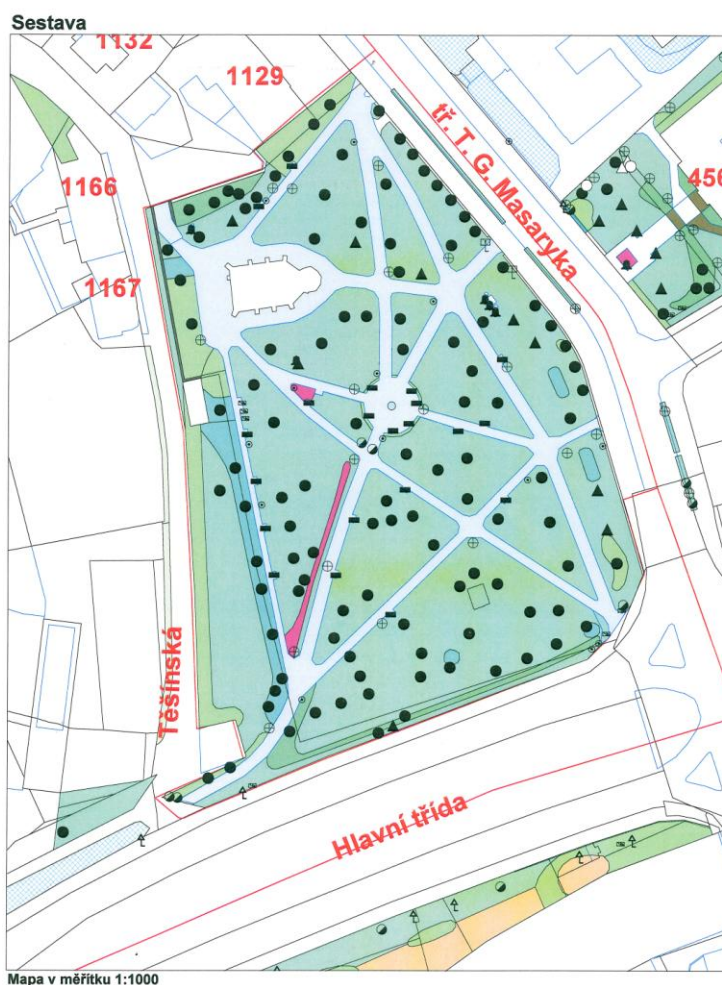 Sestava
1132
1129
tř. T. G. Masaryka
1166
456
1167
Těšínská
Hlavní třída
Mapa v měřítku 1:1000